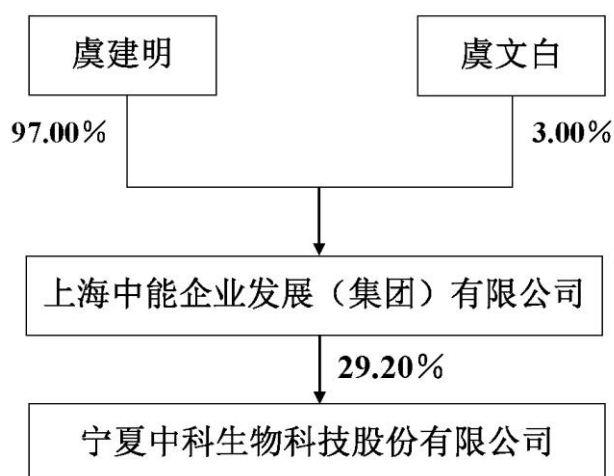 虞建明
虞文白
97.00%
3.00%
上海中能企业发展（集团）有限公司
29.20%
宁夏中科生物科技股份有限公司